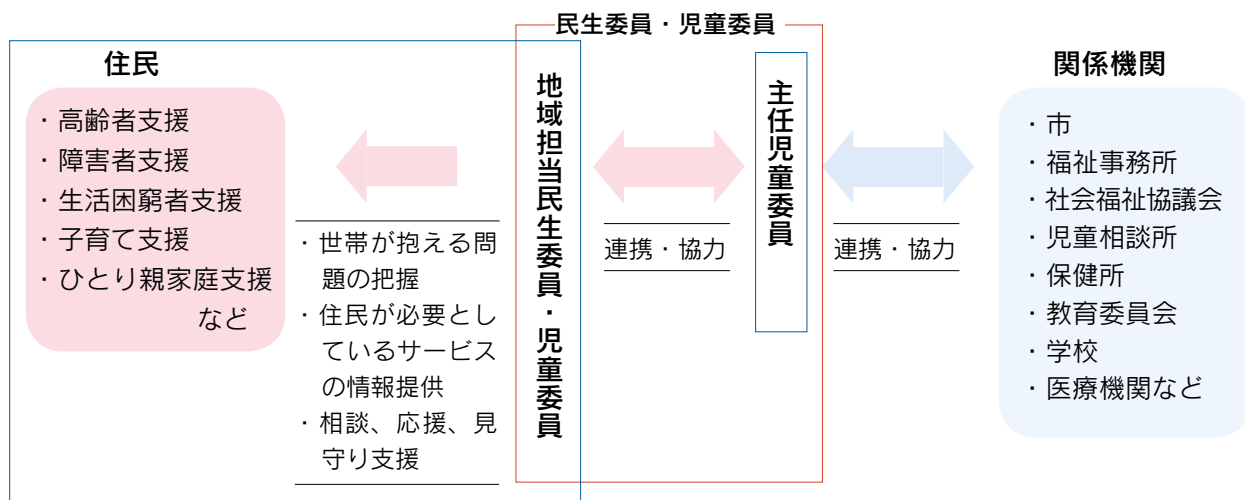 民生委員・児童委員
住民
・高齢者支援
・障害者支援
・生活困窮者支援
・子育て支援
・ひとり親家庭支援
など
・世帯が抱える問
題の把握
・住民が必要とし
ているサービス
の情報提供
・相談、応援、見
守り支援
地域担当民生委員・児童委員
連携・協力
主任児童委員
連携・協力
関係機関
・市
・福祉事務所
・社会福祉協議会
・児童相談所
・保健所
・教育委員会
・学校
・医療機関など